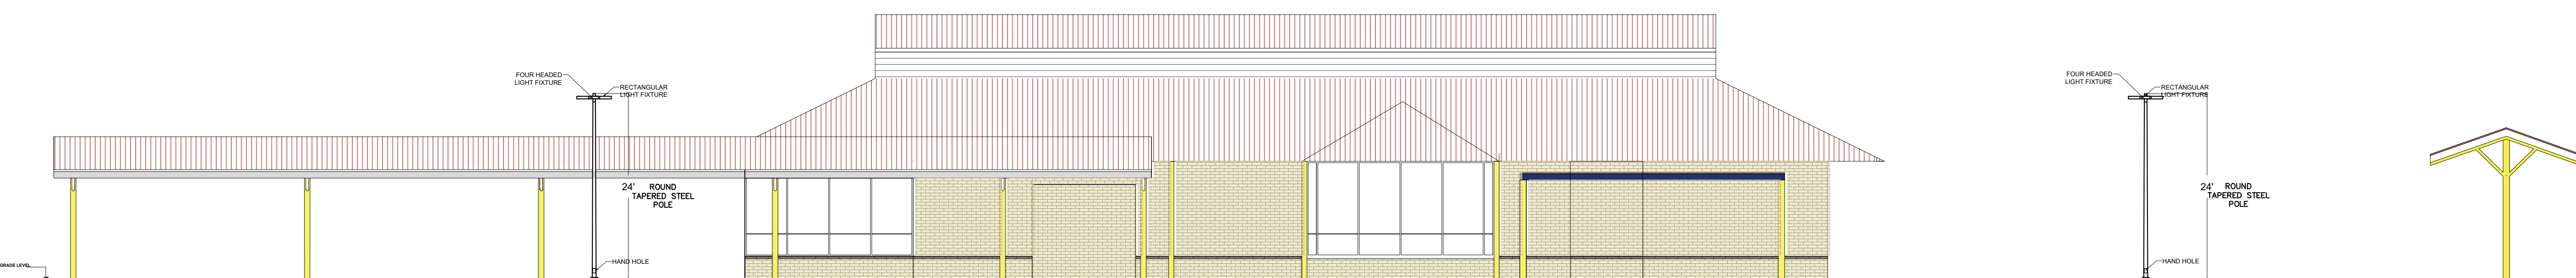 FOUR HEADED
LIGHT FIXTURE
RECTANGULAR
LIGHT FIXTURE
24' ROUND
TAPERED STEEL
POLE
HAND HOLE
GRADE LEVEL
FOUR HEADED
LIGHT FIXTURE
RECTANGULAR
LIGHT FIXTURE
24' ROUND
TAPERED STEEL
POLE
HAND HOLE